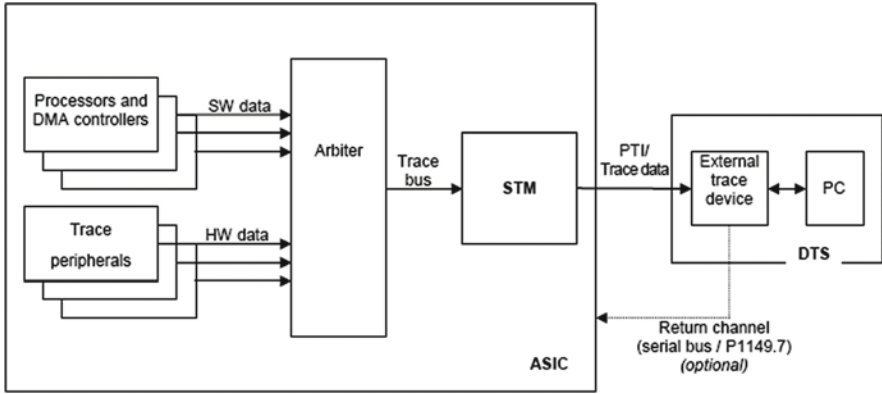 Processors and
DMA controllers
SW data
Arbiter
Trace
bus
STM
PTI/
Trace data
External
trace
device
PC
DTS
Trace
peripherals
HW data
Return channel
(serial bus / P1149.7)
(optional)
ASIC